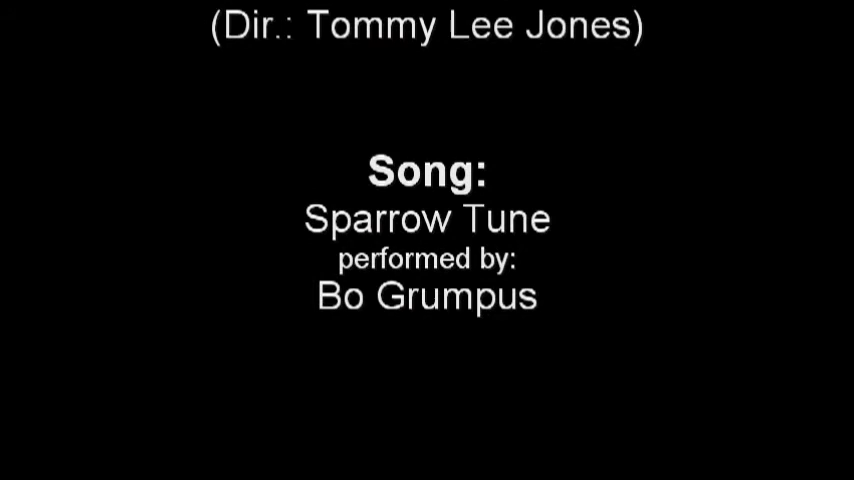 (Dir.: Tommy Lee Jones)
Song:
Sparrow Tune
performed by:
Bo Grumpus